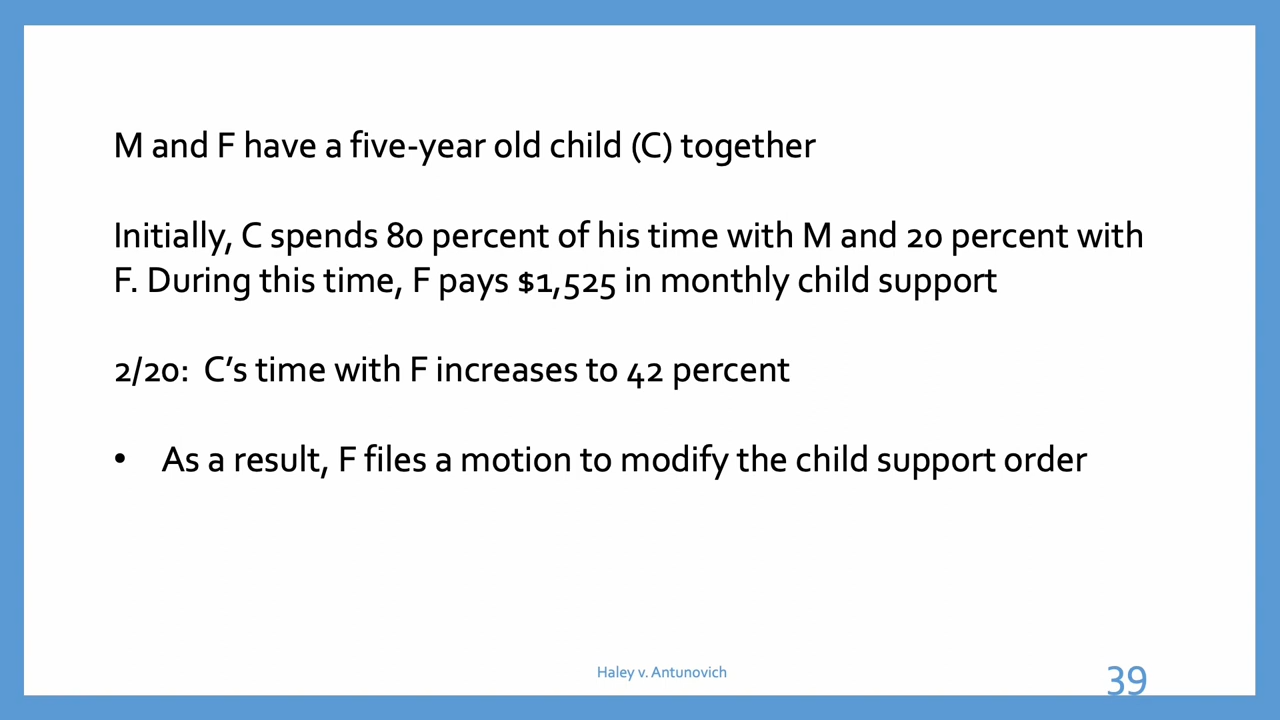 M and F have a five-year old child (C) together
Initially, C spends 80 percent of his time with M and 20 percent with
F. During this time, F pays $1,525 in monthly child support
2/20: C's time with F increases to 42 percent
• As a result, F files a motion to modify the child support order
Haley v. Antunovich
39